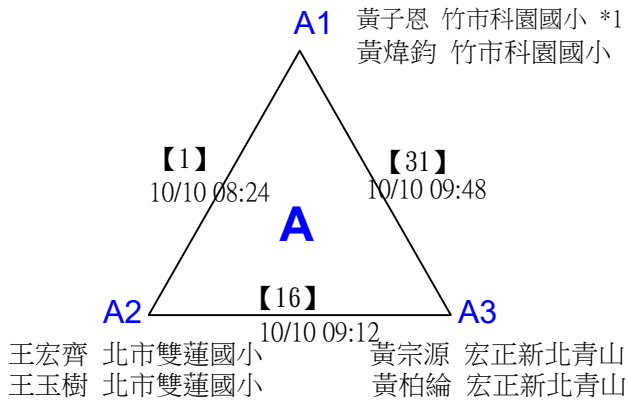 A1 黃子恩 竹市科園國小 *1
黃煒鈞 竹市科園國小
【1】
10/10 08:24
【31】
10/10 09:48
A
【16】
10/10 09:12
A2
A3
王宏齊 北市雙蓮國小
王玉樹 北市雙蓮國小
黃宗源 宏正新北青山
黃柏綸 宏正新北青山